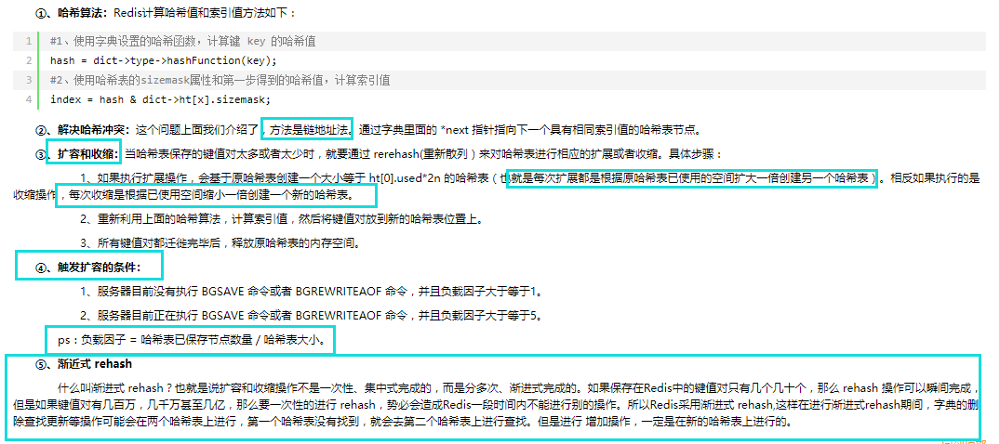 ①、哈希算法：Redis计算哈希值和索引值方法如下：
1 #1、使用字典设置的哈希函数，计算键 key 的哈希值
2 hash = dict->type->hashFunction(key);
3 #2、使用哈希表的sizemask属性和第一步得到的哈希值，计算索引值
4 index = hash & dict->ht[x].sizemask;
②、解决哈希冲突：这个问题上面我们介绍了，方法是链地址法。通过字典里面的 *next 指针指向下一个具有相同索引值的哈希表节点。
③、扩容和收缩：当哈希表保存的键值对太多或者太少时，就要通过 rerehash(重新散列）来对哈希表进行相应的扩展或者收缩。具体步骤：
1、如果执行扩展操作，会基于原哈希表创建一个大小等于 ht[0].used*2n 的哈希表（也就是每次扩展都是根据原哈希表已使用的空间扩大一倍创建另一个哈希表）。相反如果执行的是
收缩操作，每次收缩是根据已使用空间缩小一倍创建一个新的哈希表。
2、重新利用上面的哈希算法，计算索引值，然后将键值对放到新的哈希表位置上。
3、所有键值对都迁徙完毕后，释放原哈希表的内存空间。
④、触发扩容的条件：
1、服务器目前没有执行 BGSAVE 命令或者 BGREWRITEAOF 命令，并且负载因子大于等于1。
2、服务器目前正在执行 BGSAVE 命令或者 BGREWRITEAOF 命令，并且负载因子大于等于5。
ps：负载因子 = 哈希表已保存节点数量 / 哈希表大小。
⑤、渐近式 rehash
什么叫渐进式 rehash？也就是说扩容和收缩操作不是一次性、集中式完成的，而是分多次、渐进式完成的。如果保存在Redis中的键值对只有几个几十个，那么 rehash 操作可以瞬间完成，
但是如果键值对有几百万，几千万甚至几亿，那么要一次性的进行 rehash，势必会造成Redis一段时间内不能进行别的操作。所以Redis采用渐进式 rehash,这样在进行渐进式rehash期间，字典的删
除查找更新等操作可能会在两个哈希表上进行，第一个哈希表没有找到，就会去第二个哈希表上进行查找。但是进行 增加操作，一定是在新的哈希表上进行的。